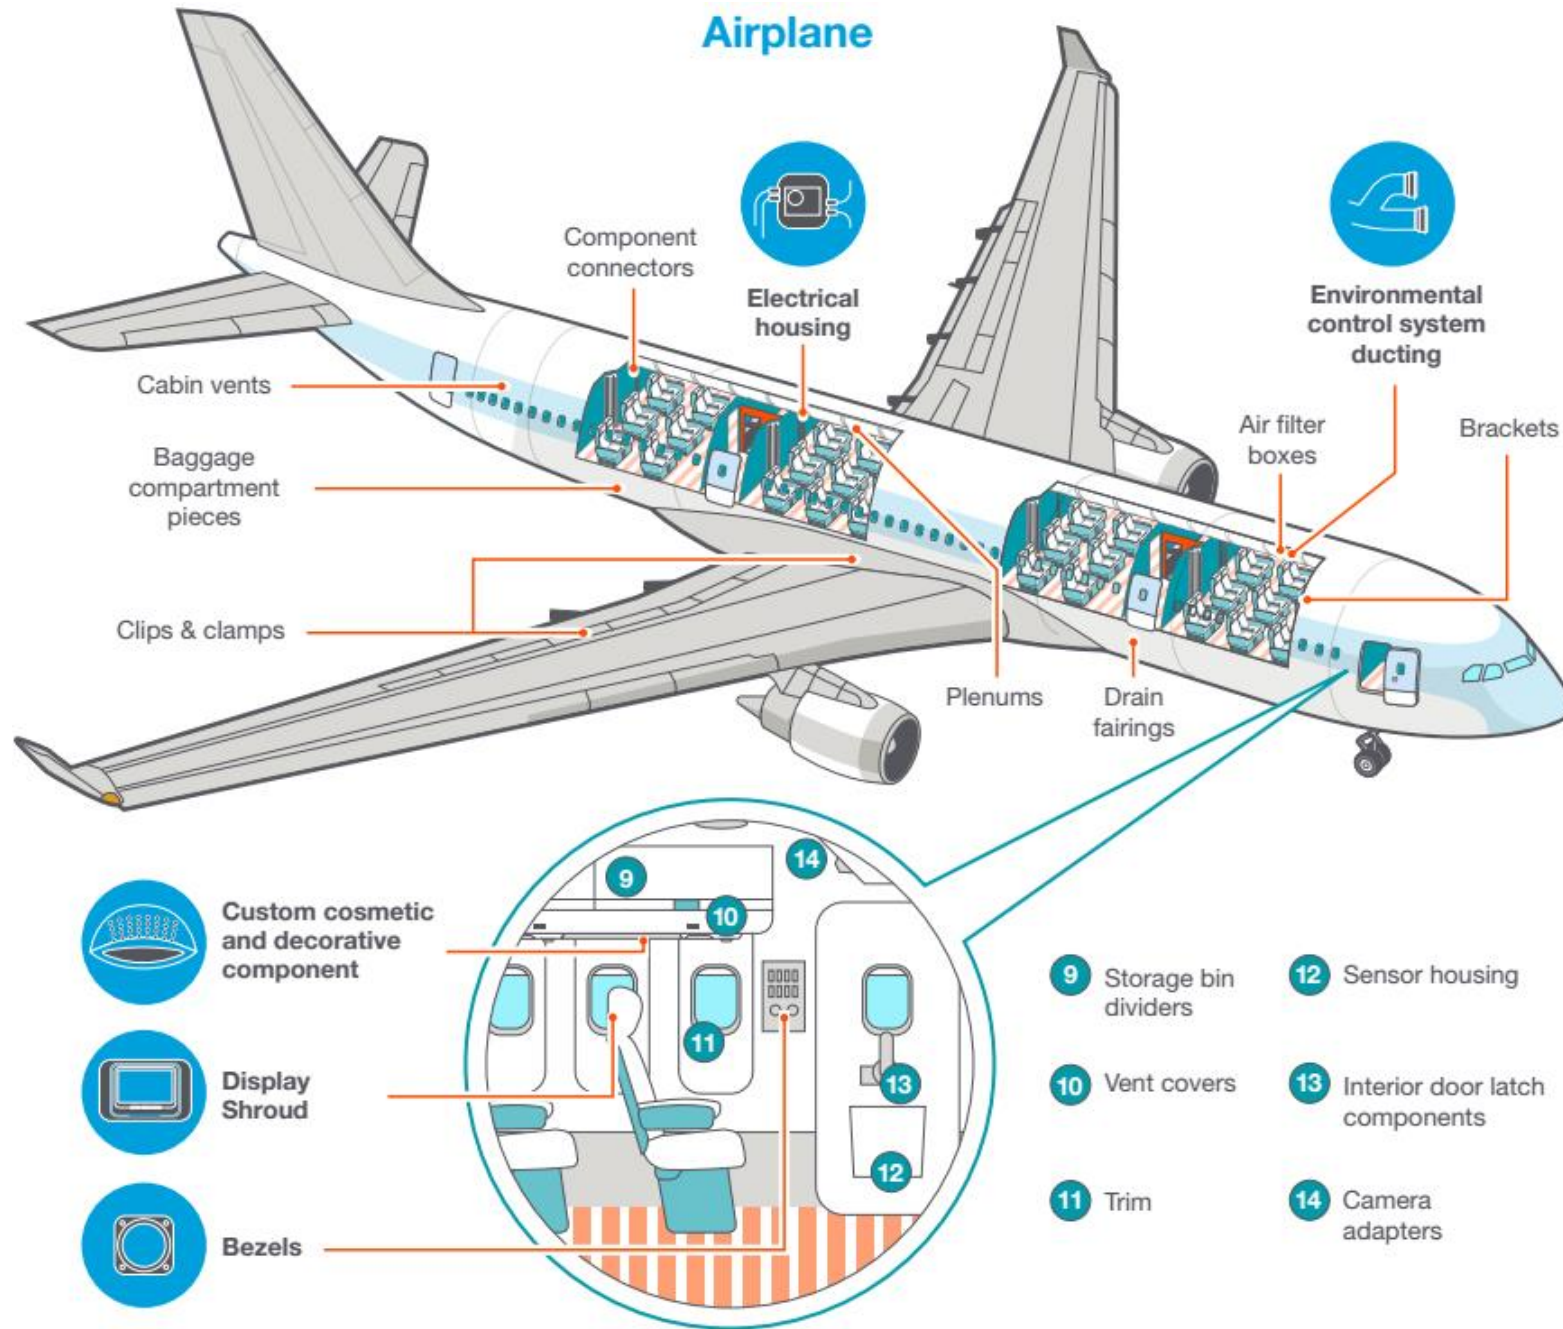 Airplane
Component
connectors
Electrical
housing
Environmental
control system
ducting
Cabin vents
Air filter
boxes
Brackets
Baggage
compartment
pieces
Clips & clamps
Plenums
Drain
fairings
Custom cosmetic
and decorative
component
Display
Shroud
Bezels
9
10
11
12
13
14
9 Storage bin
dividers
10 Vent covers
11 Trim
12 Sensor housing
13 Interior door latch
components
14 Camera
adapters